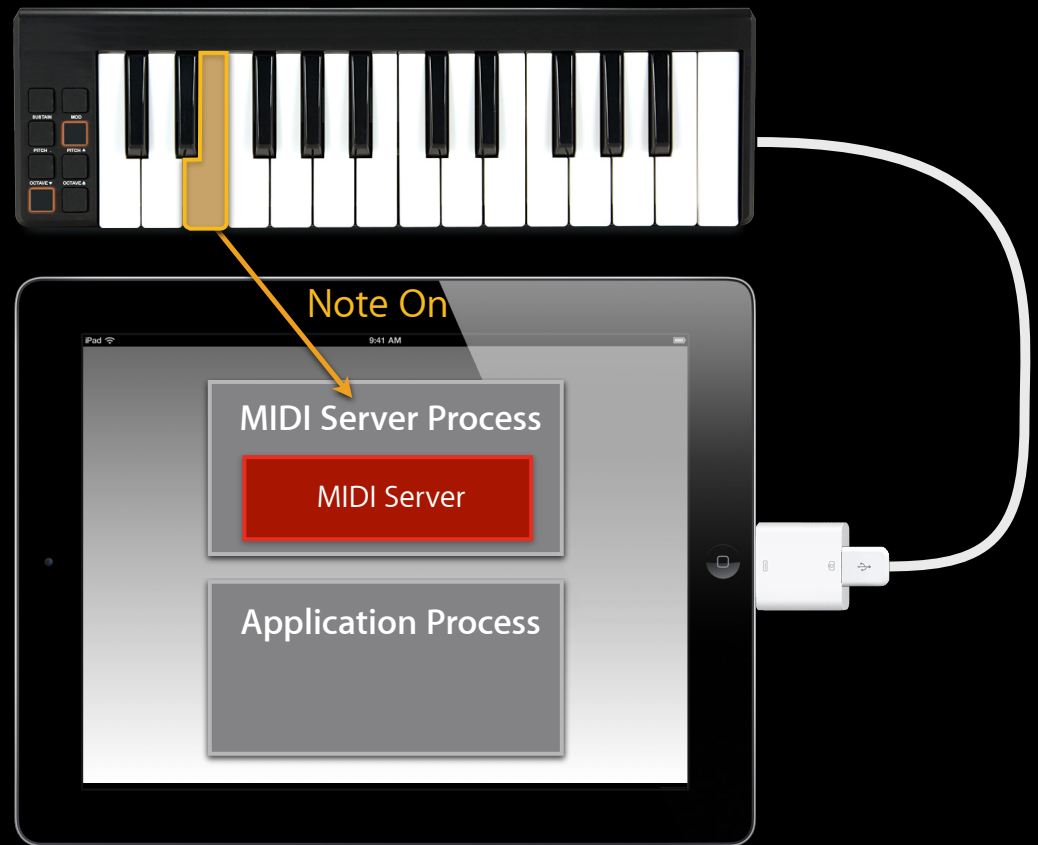 SUSTAIN MOD
PITCH - PITCH +
OCTAVE▼ OCTAVE▲
Note On
iPad 9:41 AM
MIDI Server Process
MIDI Server
Application Process